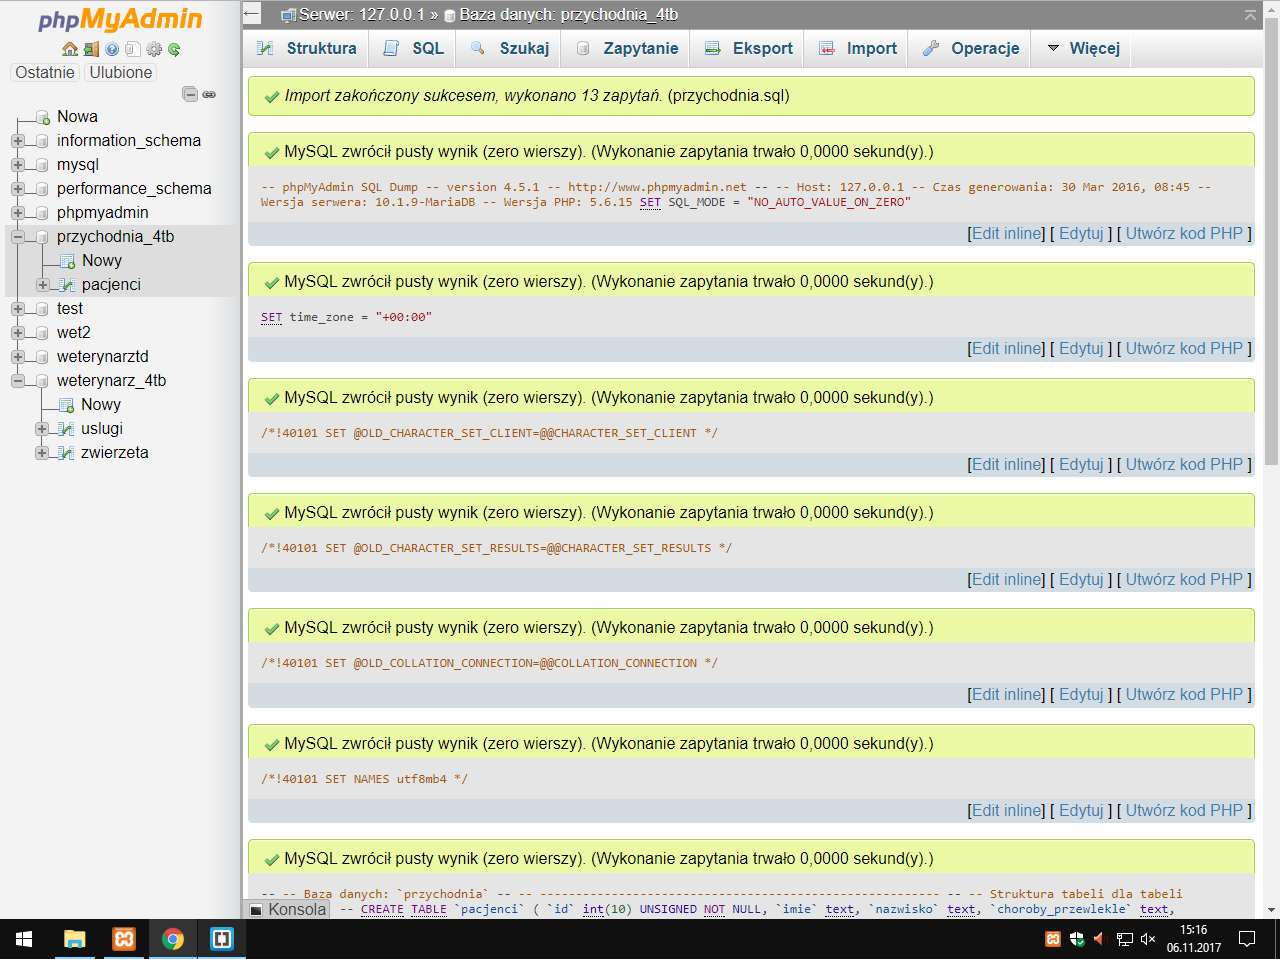 phpMyAdmin
Ostatnie Ulubione
Nowa
information_schema
mysql
performance_schema
phpmyadmin
przychodnia_4tb
Nowy
pacjenci
test
wet2
weterynarztd
weterynarz_4tb
Nowy
uslugi
zwierzeta
Serwer: 127.0.0.1 » Baza danych: przychodnia_4tb
Struktura SQL Szukaj Zapytanie Eksport Import Operacje Więcej
Import zakończony sukcesem, wykonano 13 zapytań. (przychodnia.sql)
MySQL zwrócił pusty wynik (zero wierszy). (Wykonanie zapytania trwało 0,0000 sekund(y).)
-- phpMyAdmin SQL Dump -- version 4.5.1 -- http://www.phpmyadmin.net -- -- Host: 127.0.0.1 -- Czas generowania: 30 Mar 2016, 08:45 --
Wersja serwera: 10.1.9-MariaDB -- Wersja PHP: 5.6.15 SET SQL_MODE = "NO_AUTO_VALUE_ON_ZERO"
[Edit inline] [ Edytuj ] [ Utwórz kod PHP ]
MySQL zwrócił pusty wynik (zero wierszy). (Wykonanie zapytania trwało 0,0000 sekund(y).)
SET time_zone = "+00:00"
[Edit inline] [ Edytuj ] [ Utwórz kod PHP ]
MySQL zwrócił pusty wynik (zero wierszy). (Wykonanie zapytania trwało 0,0000 sekund(y).)
/*!40101 SET @OLD_CHARACTER_SET_CLIENT=@@CHARACTER_SET_CLIENT */
[Edit inline] [ Edytuj ] [ Utwórz kod PHP ]
MySQL zwrócił pusty wynik (zero wierszy). (Wykonanie zapytania trwało 0,0000 sekund(y).)
/*!40101 SET @OLD_CHARACTER_SET_RESULTS=@@CHARACTER_SET_RESULTS */
[Edit inline] [ Edytuj ] [ Utwórz kod PHP ]
MySQL zwrócił pusty wynik (zero wierszy). (Wykonanie zapytania trwało 0,0000 sekund(y).)
/*!40101 SET @OLD_COLLATION_CONNECTION=@@COLLATION_CONNECTION */
[Edit inline] [ Edytuj ] [ Utwórz kod PHP ]
MySQL zwrócił pusty wynik (zero wierszy). (Wykonanie zapytania trwało 0,0000 sekund(y).)
/*!40101 SET NAMES utf8mb4 */
[Edit inline] [ Edytuj ] [ Utwórz kod PHP ]
MySQL zwrócił pusty wynik (zero wierszy). (Wykonanie zapytania trwało 0,0000 sekund(y).)
-- -- Baza danych: `przychodnia` -- -- -------------------------------------------------------- -- -- Struktura tabeli dla tabeli
Konsola -- CREATE TABLE `pacjenci` ( `id` int(10) UNSIGNED NOT NULL, `imie` text, `nazwisko` text, `choroby_przewlekle` text,
15:16
06.11.2017